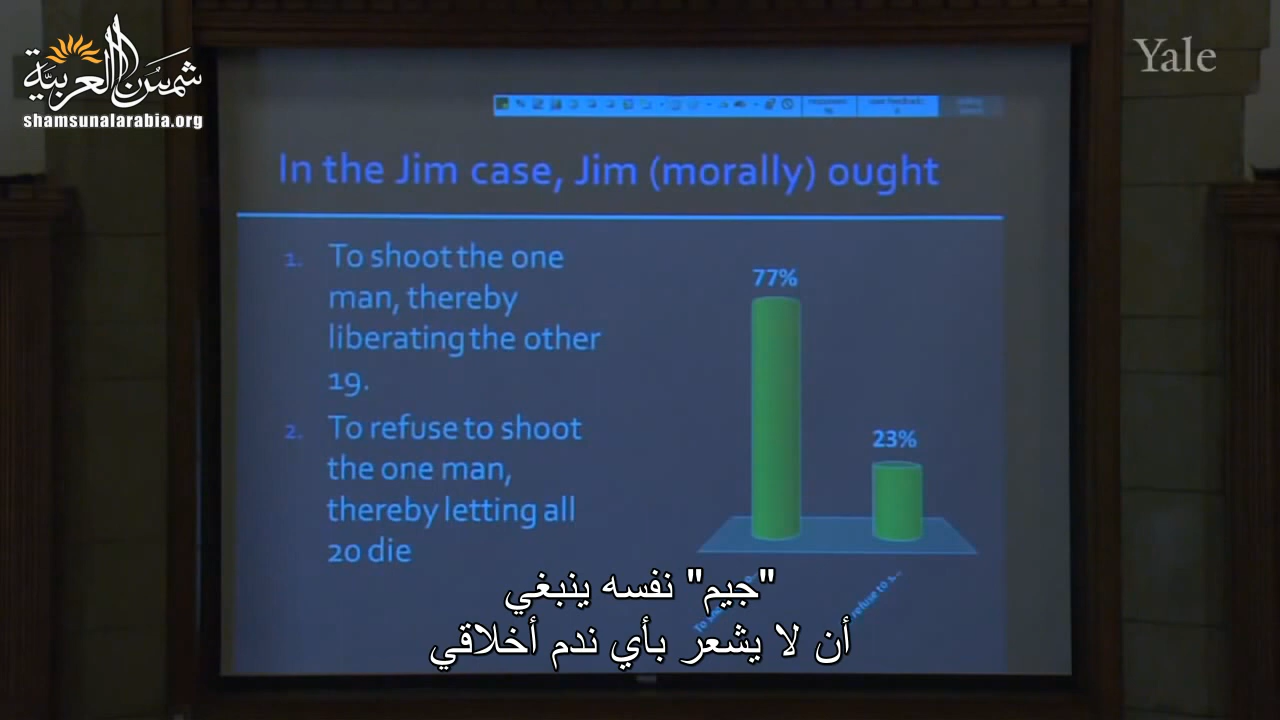 شمس العربية
shamsunalarabia.org
Yale
In the Jim case, Jim (morally) ought
1. To shoot the one
man, thereby
liberating the other
19.
2. To refuse to shoot
the one man,
thereby letting all
20 die
77%
23%
refuse to s...
"جيم" نفسه ينبغي
أن لا يشعر بأي ندم أخلاقي